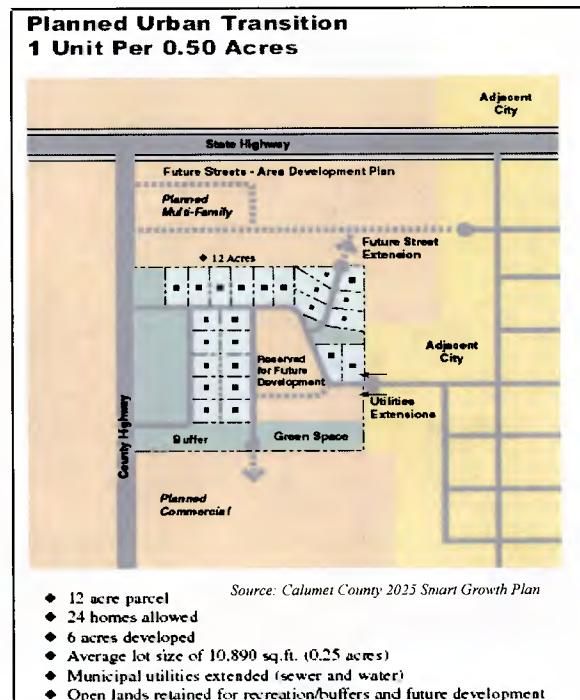 Planned Urban Transition
1 Unit Per 0.50 Acres
Adjacent
City
State Highway
Future Streets - Area Development Plan
Planned
Multi-Family
Future Street
Extension
◆ 12 Acres
Adjacent
City
Reserved
for Future
Development
Utilities
Extensions
County Highway
Buffer
Green Space
Planned
Commercial
Source: Calumet County 2025 Smart Growth Plan
◆ 12 acre parcel
◆ 24 homes allowed
◆ 6 acres developed
◆ Average lot size of 10,890 sq.ft. (0.25 acres)
◆ Municipal utilities extended (sewer and water)
◆ Open lands retained for recreation/buffers and future development